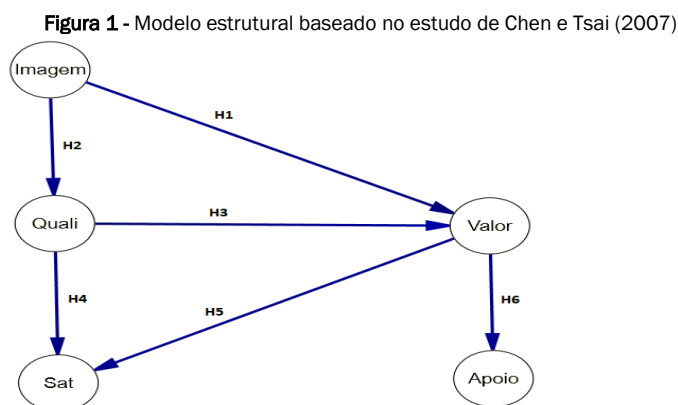 Figura 1 - Modelo estrutural baseado no estudo de Chen e Tsai (2007)
Imagem
H1
H2
Quali
H3
Valor
H4
H5
H6
Sat
Apoio